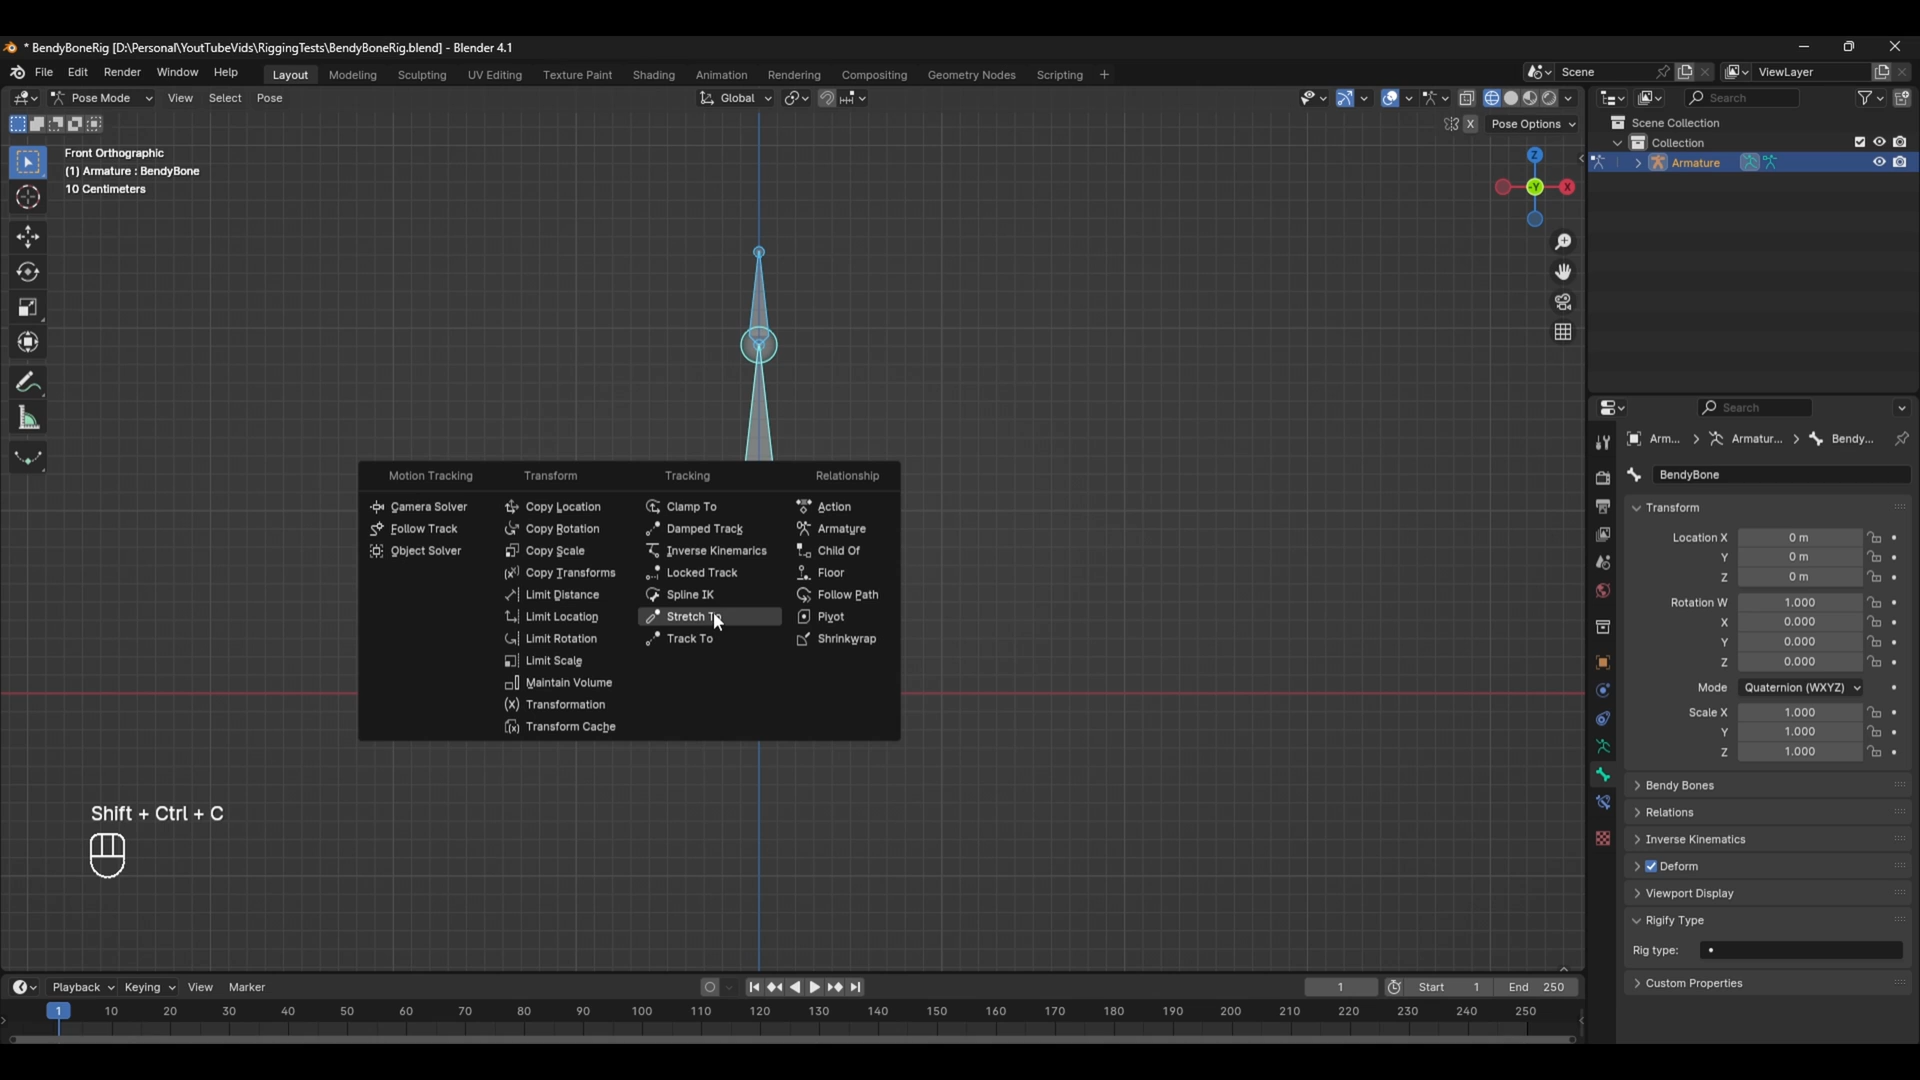 * BendyBoneRig [D:\Personal\YoutTubeVids\RiggingTests\BendyBoneRig.blend] - Blender 4.1
File Edit Render Window Help Layout Modeling Sculpting UV Editing Texture Paint Shading Animation Rendering Compositing Geometry Nodes Scripting + Scene ViewLayer
Pose Mode View Select Pose Global Search
X Pose Options
Scene Collection
Collection
Armature
Front Orthographic
(1) Armature : BendyBone
10 Centimeters
Z
-Y X
Search
Arm... > Armatur... > Bendy...
BendyBone
Motion Tracking Transform Tracking Relationship
Camera Solver Copy Location Clamp To Action
Follow Track Copy Rotation Damped Track Armature
Object Solver Copy Scale Inverse Kinemarics Child Of
Copy Transforms Locked Track Floor
Limit Distance Spline IK Follow Path
Limit Location Stretch To Pivot
Limit Rotation Track To Shrinkwrap
Limit Scale
Maintain Volume
Transformation
Transform Cache
Transform
Location X 0 m
Y 0 m
Z 0 m
Rotation W 1.000
X 0.000
Y 0.000
Z 0.000
Mode Quaternion (WXYZ)
Scale X 1.000
Y 1.000
Z 1.000
Bendy Bones
Relations
Inverse Kinematics
Deform
Viewport Display
Rigify Type
Rig type:
Custom Properties
Shift + Ctrl + C
Playback Keying View Marker 1 Start 1 End 250
1 10 20 30 40 50 60 70 80 90 100 110 120 130 140 150 160 170 180 190 200 210 220 230 240 250